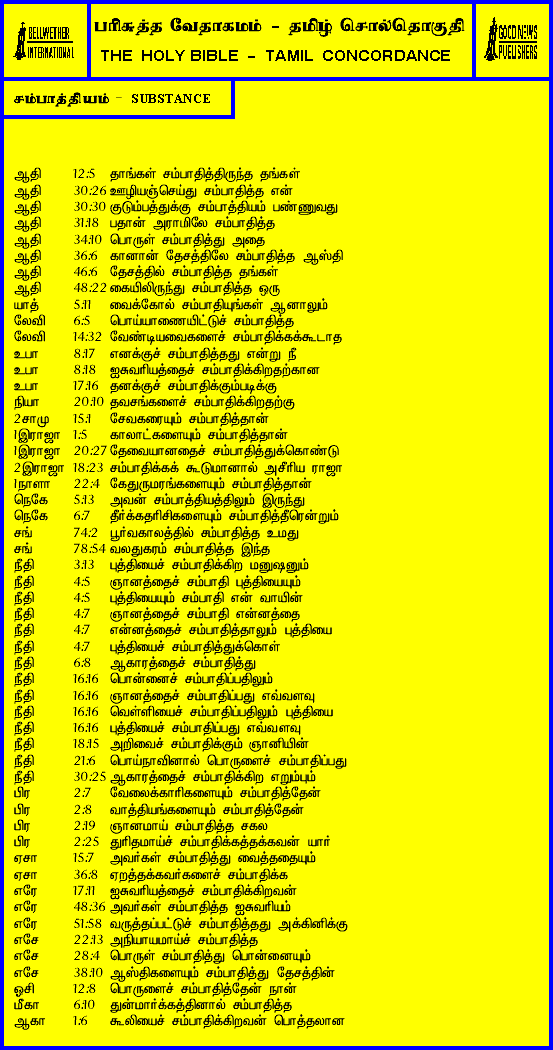 BELLWETHER
INTERNATIONAL
பரிசுத்த வேதாகமம் - தமிழ் சொல்தொகுதி
THE HOLY BIBLE - TAMIL CONCORDANCE
GOOD NEWS
PUBLISHERS
சம்பாத்தியம் - SUBSTANCE
ஆதி 12:5 தாங்கள் சம்பாதித்திருந்த தங்கள்
ஆதி 30:26 ஊழியஞ்செய்து சம்பாதித்த என்
ஆதி 30:30 குடும்பத்துக்கு சம்பாத்தியம் பண்ணுவது
ஆதி 31:18 பதான் அராமிலே சம்பாதித்த
ஆதி 34:10 பொருள் சம்பாதித்து அதை
ஆதி 36:6 கானான் தேசத்திலே சம்பாதித்த ஆஸ்தி
ஆதி 46:6 தேசத்தில் சம்பாதித்த தங்கள்
ஆதி 48:22 கையிலிருந்து சம்பாதித்த ஒரு
யாத் 5:11 வைக்கோல் சம்பாதியுங்கள் ஆனாலும்
லேவி 6:5 பொய்யாணையிட்டுச் சம்பாதித்த
லேவி 14:32 வேண்டியவைகளைச் சம்பாதிக்கக்கூடாத
உபா 8:17 எனக்குச் சம்பாதித்தது என்று நீ
உபா 8:18 ஐசுவரியத்தைச் சம்பாதிக்கிறதற்கான
உபா 17:16 தனக்குச் சம்பாதிக்கும்படிக்கு
நியா 20:10 தவசங்களைச் சம்பாதிக்கிறதற்கு
2சாமு 15:1 சேவகரையும் சம்பாதித்தான்
1இராஜா 1:5 காலாட்களையும் சம்பாதித்தான்
1இராஜா 20:27 தேவையானதைச் சம்பாதித்துக்கொண்டு
2இராஜா 18:23 சம்பாதிக்கக் கூடுமானால் அசீரிய ராஜா
1நாளா 22:4 கேதுருமரங்களையும் சம்பாதித்தான்
நெகே 5:13 அவன் சம்பாத்தியத்திலும் இருந்து
நெகே 6:7 தீர்க்கதரிசிகளையும் சம்பாதித்தீரென்றும்
சங் 74:2 பூர்வகாலத்தில் சம்பாதித்த உமது
சங் 78:54 வலதுகரம் சம்பாதித்த இந்த
நீதி 3:13 புத்தியைச் சம்பாதிக்கிற மனுஷனும்
நீதி 4:5 ஞானத்தைச் சம்பாதி புத்தியையும்
நீதி 4:5 புத்தியையும் சம்பாதி என் வாயின்
நீதி 4:7 ஞானத்தைச் சம்பாதி என்னத்தை
நீதி 4:7 என்னத்தைச் சம்பாதித்தாலும் புத்தியை
நீதி 4:7 புத்தியைச் சம்பாதித்துக்கொள்
நீதி 6:8 ஆகாரத்தைச் சம்பாதித்து
நீதி 16:16 பொன்னைச் சம்பாதிப்பதிலும்
நீதி 16:16 ஞானத்தைச் சம்பாதிப்பது எவ்வளவு
நீதி 16:16 வெள்ளியைச் சம்பாதிப்பதிலும் புத்தியை
நீதி 16:16 புத்தியைச் சம்பாதிப்பது எவ்வளவு
நீதி 18:15 அறிவைச் சம்பாதிக்கும் ஞானியின்
நீதி 21:6 பொய்நாவினால் பொருளைச் சம்பாதிப்பது
நீதி 30:25 ஆகாரத்தைச் சம்பாதிக்கிற எறும்பும்
பிர 2:7 வேலைக்காரிகளையும் சம்பாதித்தேன்
பிர 2:8 வாத்தியங்களையும் சம்பாதித்தேன்
பிர 2:19 ஞானமாய் சம்பாதித்த சகல
பிர 2:25 துரிதமாய்ச் சம்பாதிக்கத்தக்கவன் யார்
ஏசா 15:7 அவர்கள் சம்பாதித்து வைத்ததையும்
ஏசா 36:8 ஏறத்தக்கவர்களைச் சம்பாதிக்க
எரே 17:11 ஐசுவரியத்தைச் சம்பாதிக்கிறவன்
எரே 48:36 அவர்கள் சம்பாதித்த ஐசுவரியம்
எரே 51:58 வருத்தப்பட்டுச் சம்பாதித்தது அக்கினிக்கு
எசே 22:13 அநியாயமாய்ச் சம்பாதித்த
எசே 28:4 பொருள் சம்பாதித்து பொன்னையும்
எசே 38:10 ஆஸ்திகளையும் சம்பாதித்து தேசத்தின்
ஓசி 12:8 பொருளைச் சம்பாதித்தேன் நான்
மீகா 6:10 துன்மார்க்கத்தினால் சம்பாதித்த
ஆகா 1:6 கூலியைச் சம்பாதிக்கிறவன் பொத்தலான